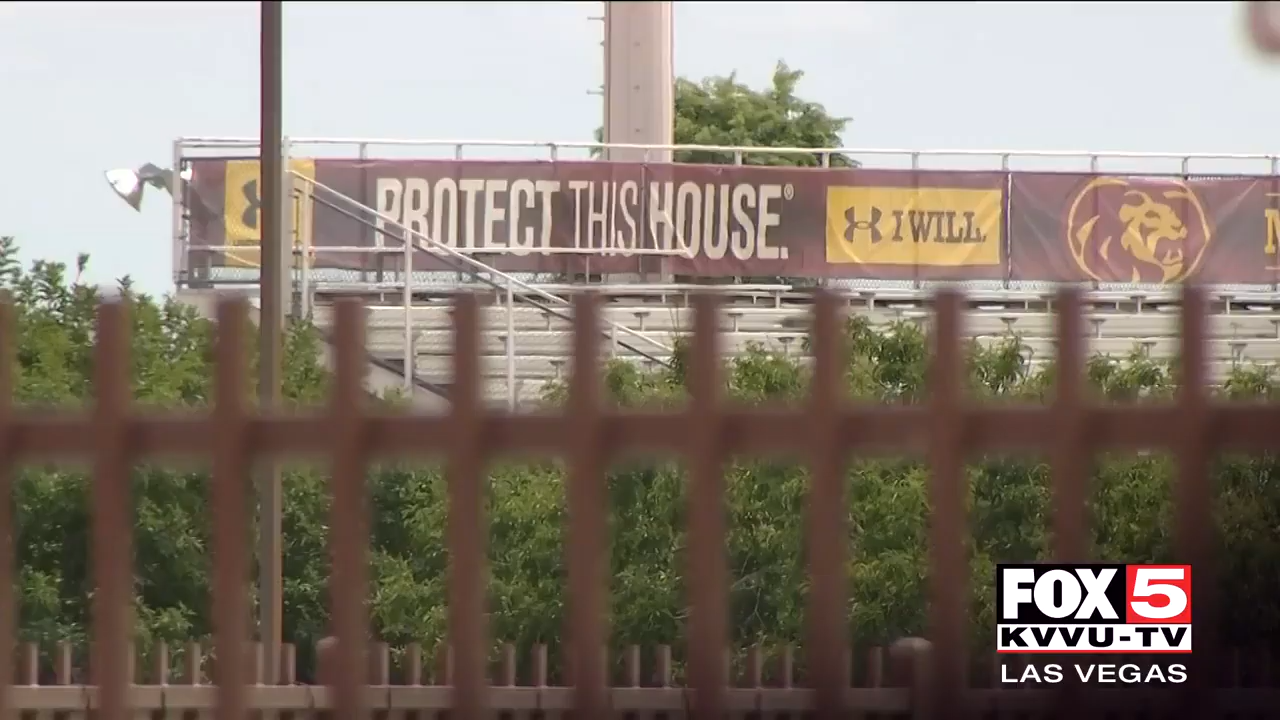 PROTECT THIS HOUSE.®
I WILL.
FOX 5
KVVU-TV
LAS VEGAS